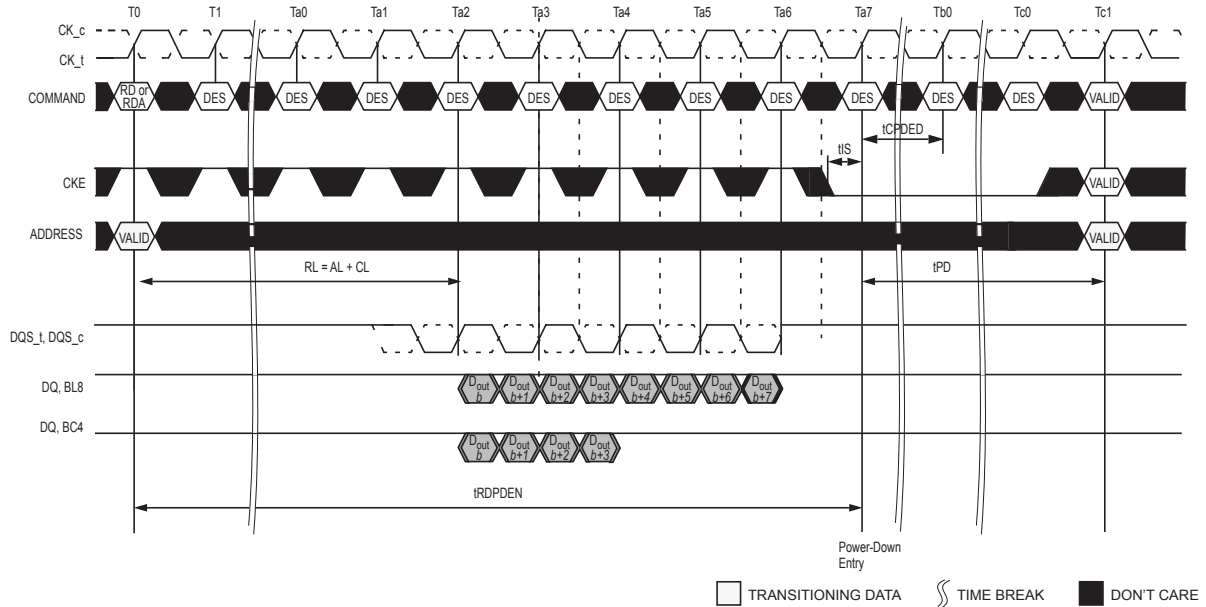 T0 T1 Ta0 Ta1 Ta2 Ta3 Ta4 Ta5 Ta6 Ta7 Tb0 Tc0 Tc1
CK_c
CK_t
COMMAND RD or RDA DES DES DES DES DES DES DES DES DES DES DES VALID
tCPDED
tIS
CKE VALID
ADDRESS VALID VALID
RL = AL + CL tPD
DQS_t, DQS_c
DQ, BL8 Dout b Dout b+1 Dout b+2 Dout b+3 Dout b+4 Dout b+5 Dout b+6 Dout b+7
DQ, BC4 Dout b Dout b+1 Dout b+2 Dout b+3
tRDPDEN
Power-Down
Entry
TRANSITIONING DATA TIME BREAK DON'T CARE